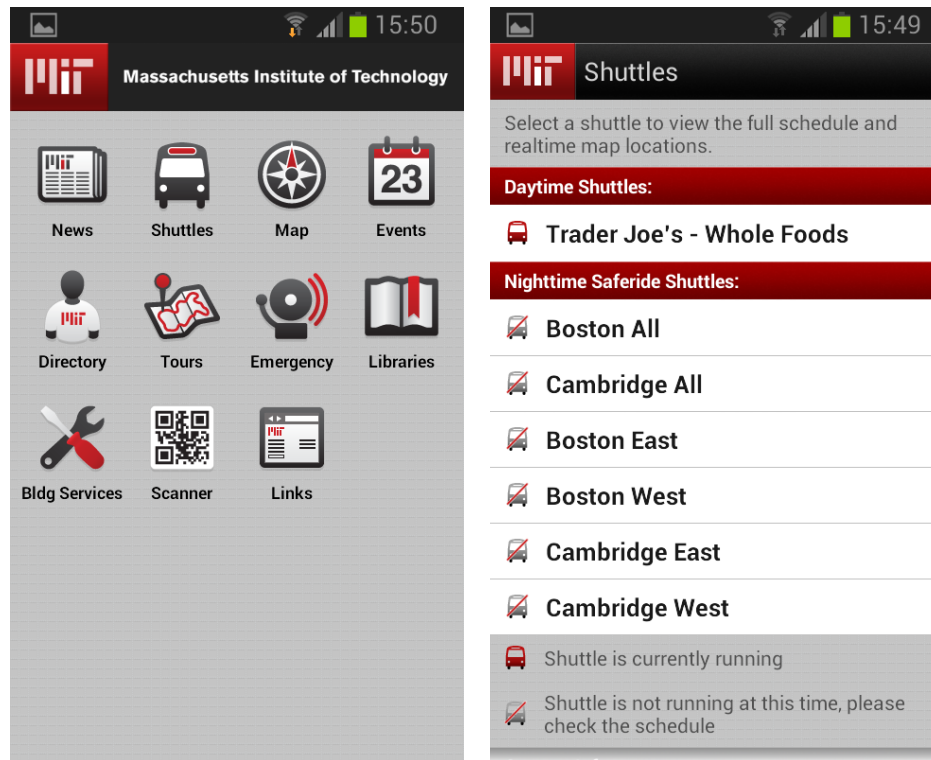 15:50
MIT
Massachusetts Institute of Technology
MIT
23
News
Shuttles
Map
Events
MIT
Directory
Tours
Emergency
Libraries
MIT
Bldg Services
Scanner
Links
15:49
MIT
Shuttles
Select a shuttle to view the full schedule and
realtime map locations.
Daytime Shuttles:
Trader Joe's - Whole Foods
Nighttime Saferide Shuttles:
Boston All
Cambridge All
Boston East
Boston West
Cambridge East
Cambridge West
Shuttle is currently running
Shuttle is not running at this time, please
check the schedule